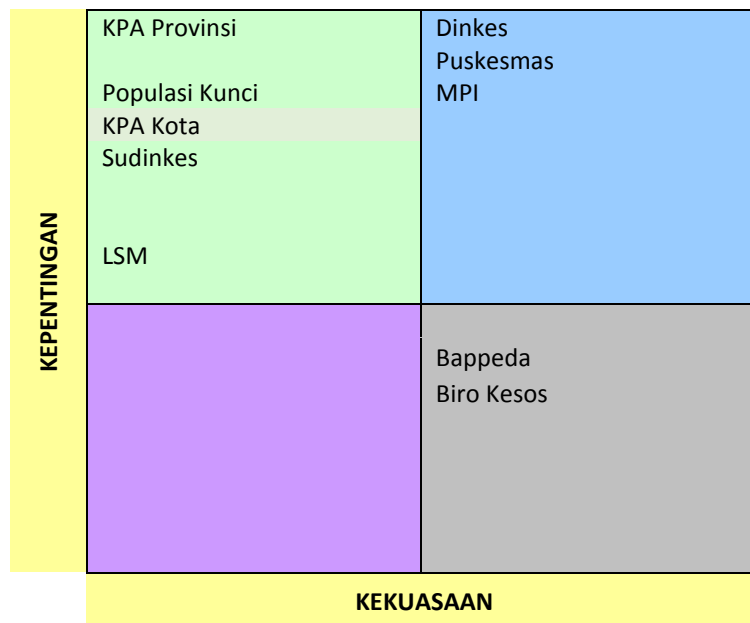 KEPENTINGAN
KPA Provinsi
Populasi Kunci
KPA Kota
Sudinkes
LSM
Dinkes
Puskesmas
MPI
Bappeda
Biro Kesos
KEKUASAAN